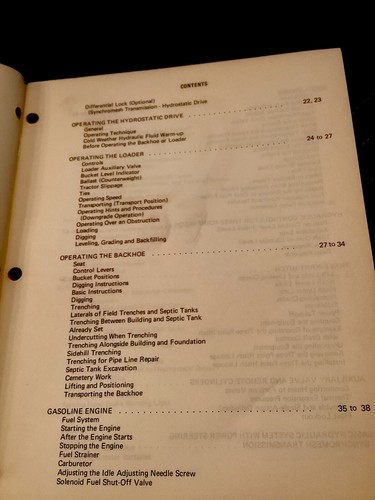 CONTENTS
Differential Lock (Optional)
(Synchromesh Transmission - Hydrostatic Drive
OPERATING THE HYDROSTATIC DRIVE 22, 23
General
Operating Technique
Cold Weather Hydraulic Fluid Warm-up
Before Operating the Backhoe or Loader
OPERATING THE LOADER 24 to 27
Controls
Loader Auxiliary Valve
Bucket Level Indicator
Ballast (Counterweight)
Tractor Slippage
Ties
Operating Speed
Transporting (Transport Position)
Operating Hints and Procedures
(Downgrade Operation)
Operating Over an Obstruction
Loading
Digging
Leveling, Grading and Backfilling
OPERATING THE BACKHOE 27 to 34
Seat
Control Levers
Bucket Positions
Digging Instructions
Basic Instructions
Digging
Trenching
Laterals of Field Trenches and Septic Tanks
Trenching Between Building and Septic Tank
Already Set
Undercutting When Trenching
Trenching Alongside Building and Foundation
Sidehill Trenching
Trenching for Pipe Line Repair
Septic Tank Excavation
Cemetery Work
Lifting and Positioning
Transporting the Backhoe
GASOLINE ENGINE 35 to 38
Fuel System
Starting the Engine
After the Engine Starts
Stopping the Engine
Fuel Strainer
Carburetor
Adjusting the Idle Adjusting Needle Screw
Solenoid Fuel Shut-Off Valve